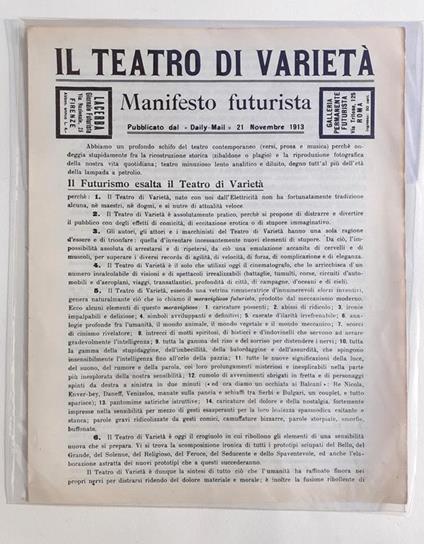 IL TEATRO DI VARIETÀ
LACERBA
Giornale Futurista
Via Nazionale, 25
FIRENZE
Manifesto futurista
Pubblicato dal «Daily-Mail» 21 Novembre 1913
GALLERIA
PERMANENTE
FUTURISTA
Via Tritone, 125
ROMA
Ingresso: 50 cent.
Abbiamo un profondo schifo del teatro contemporaneo (versi, prosa e musica) perchè on-
deggia stupidamente fra la ricostruzione storica (zibaldone o plagio) e la riproduzione fotografica
della nostra vita quotidiana; teatro minuzioso lento analitico e diluito, degno tutt'al più dell'età
della lampada a petrolio.
Il Futurismo esalta il Teatro di Varietà
perchè: 1. Il Teatro di Varietà, nato con noi dall'Elettricità non ha fortunatamente tradizione
alcuna, nè maestri, nè dogmi, e si nutre di attualità veloce.
2. Il Teatro di Varietà è assolutamente pratico, perchè si propone di distrarre e divertire
il pubblico con degli effetti di comicità, di eccitazione erotica o di stupore immaginativo.
3. Gli autori, gli attori e i macchinisti del Teatro di Varietà hanno una sola ragione
d'essere e di trionfare: quella d'inventare incessantemente nuovi elementi di stupore. Da ciò, l'im-
possibilità assoluta di arrestarsi e di ripetersi, da ciò una emulazione accanita di cervelli e di
muscoli, per superare i diversi records di agilità, di velocità, di forza, di complicazione e di eleganza.
4. Il Teatro di Varietà è il solo che utilizzi oggi il cinematografo, che lo arricchisce d'un
numero incalcolabile di visioni e di spettacoli irrealizzabili (battaglie, tumulti, corse, circuiti d'auto-
mobili e d'aeroplani, viaggi, transatlantici, profondità di città, di campagne, d'oceani e di cieli).
5. Il Teatro di Varietà, essendo una vetrina rimuneratrice d'innumerevoli sforzi inventivi,
genera naturalmente ciò che io chiamo il meraviglioso futurista, prodotto dal meccanismo moderno.
Ecco alcuni elementi di questo meraviglioso: 1. caricature possenti; 2. abissi di ridicolo; 3. ironie
impalpabili e deliziose; 4. simboli avviluppanti e definitivi; 5. cascate d'ilarità irrefrenabile; 6. ana-
logie profonde fra l'umanità, il mondo animale, il mondo vegetale e il mondo meccanico; 7. scorci
di cinismo rivelatore; 8. intrecci di motti spiritosi, di bisticci e d'indovinelli che servono ad aerare
gradevolmente l'intelligenza; 9. tutta la gamma del riso e del sorriso per distendere i nervi; 10. tutta
la gamma della stupidaggine, dell'imbecillità, della balordaggine e dell'assurdità, che spingono
insensibilmente l'intelligenza fino all'orlo della pazzia; 11. tutte le nuove significazioni della luce,
del suono, del rumore e della parola, coi loro prolungamenti misteriosi e inesplicabili nella parte
più inesplorata della nostra sensibilità; 12. cumulo di avvenimenti sbrigati in fretta e di personaggi
spinti da destra a sinistra in due minuti («ed ora diamo un occhiata ai Balcani»: Re Nicola,
Enver-bey, Daneff, Venizelos, manate sulla pancia e schiaffi tra Serbi e Bulgari, un couplet, e tutto
sparisce); 13. pantomime satiriche istruttive; 14. caricature del dolore e della nostalgia, fortemente
impresse nella sensibilità per mezzo di gesti esasperanti per la loro lentezza spasmodica esitante e
stanca; parole gravi ridicolizzate da gesti comici, camuffature bizzarre, parole storpiate, smorfie,
buffonate.
6. Il Teatro di Varietà è oggi il crogiuolo in cui ribollono gli elementi di una sensibilità
nuova che si prepara. Vi si trova la scomposizione ironica di tutti i prototipi sciupati del Bello, del
Grande, del Solenne, del Religioso, del Feroce, del Seducente e dello Spaventevole, ed anche l'ela-
borazione astratta dei nuovi prototipi che a questi succederanno.
Il Teatro di Varietà è dunque la sintesi di tutto ciò che l'umanità ha raffinato finora nei
propri nervi per distrarsi ridendo del dolore materiale e morale; è inoltre la fusione ribollente di